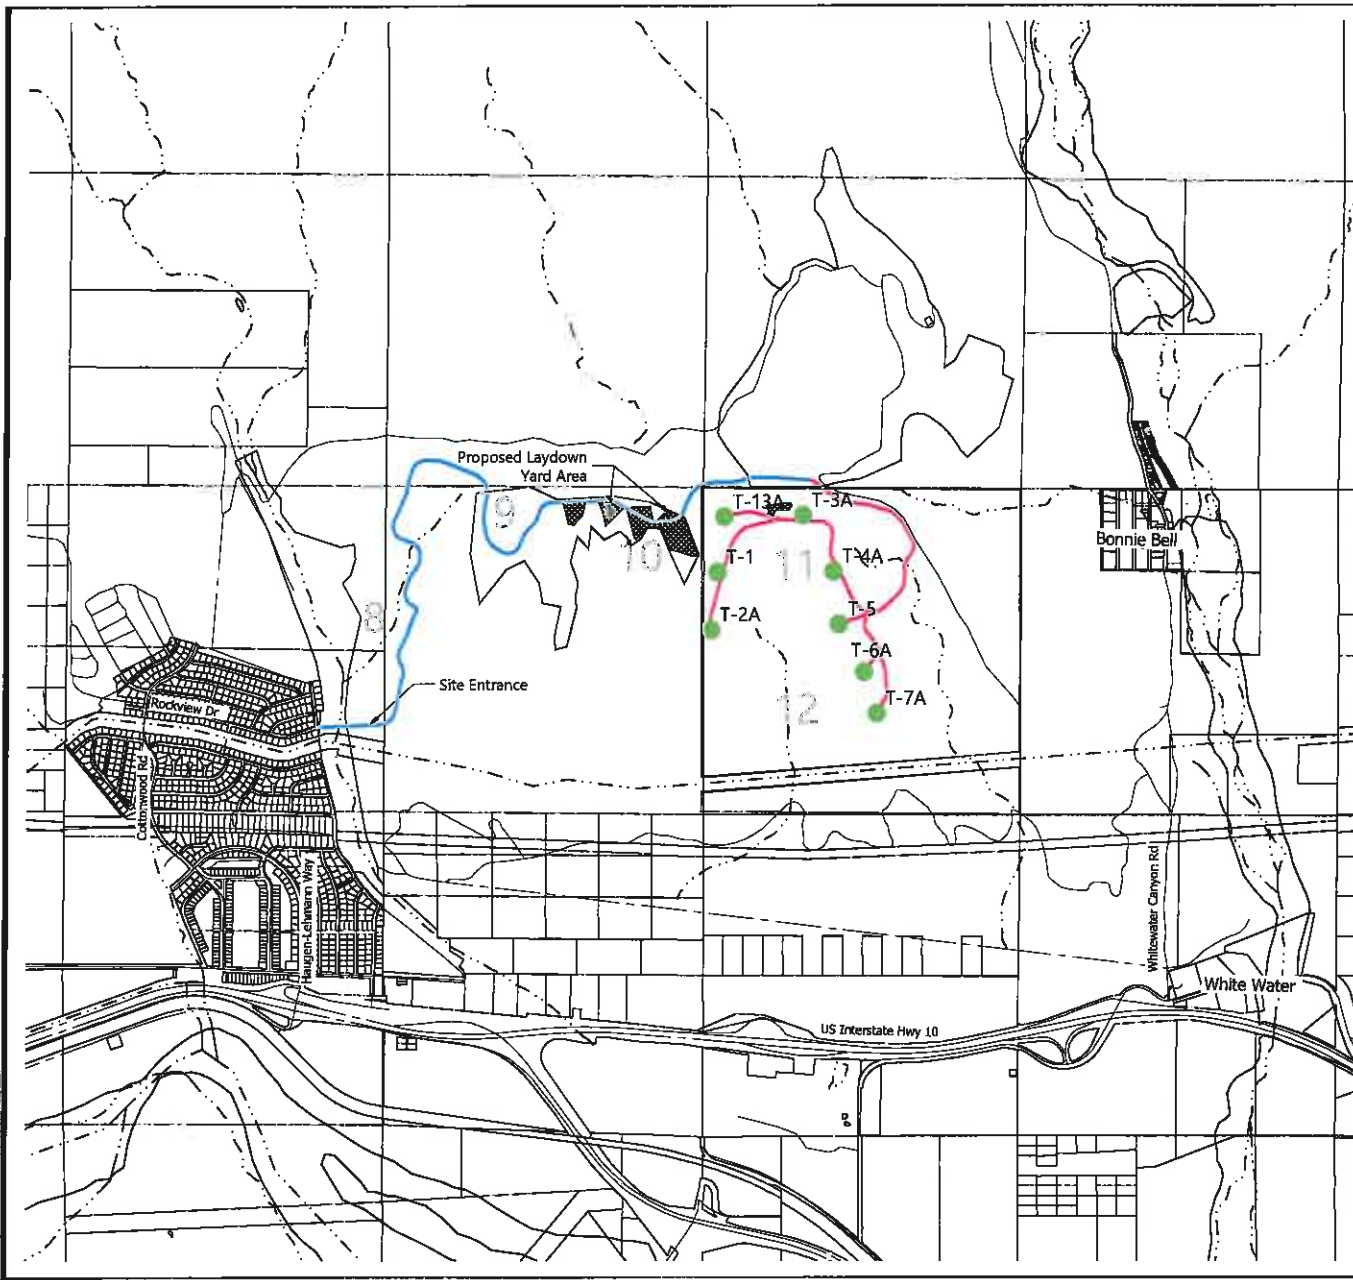 Proposed Laydown
Yard Area
9
10
T-13A
T-3A
T-1
11
T-4A
T-2A
T-5
T-6A
12
T-7A
8
Bonnie Bell
Site Entrance
Rockview Dr
Cottonwood Rd
Haugen-Lehmann Way
Whitewater Canyon Rd
White Water
US Interstate Hwy 10